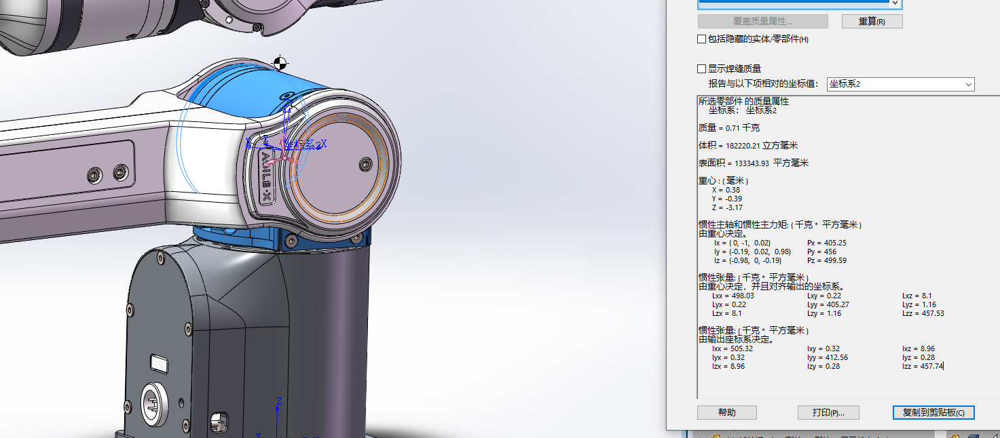 覆盖质量属性...
重算(R)
包括隐藏的实体/零部件(H)
显示焊缝质量
报告与以下项相对的坐标值： 坐标系2
所选零部件 的质量属性
坐标系： 坐标系2
质量 = 0.71 千克
体积 = 182220.21 立方毫米
表面积 = 133343.93 平方毫米
重心 : ( 毫米 )
X = 0.38
Y = -0.39
Z = -3.17
惯性主轴和惯性主力矩: ( 千克 * 平方毫米 )
由重心决定。
Ix = ( 0, -1, 0.02) Px = 405.25
Iy = (-0.19, 0.02, 0.98) Py = 456
Iz = (-0.98, 0, -0.19) Pz = 499.59
惯性张量: ( 千克 * 平方毫米 )
由重心决定，并且对齐输出的坐标系。
Lxx = 498.03 Lxy = 0.22 Lxz = 8.1
Lyx = 0.22 Lyy = 405.27 Lyz = 1.16
Lzx = 8.1 Lzy = 1.16 Lzz = 457.53
惯性张量: ( 千克 * 平方毫米 )
由输出座标系决定。
Ixx = 505.32 Ixy = 0.32 Ixz = 8.96
Iyx = 0.32 Iyy = 412.56 Iyz = 0.28
Izx = 8.96 Izy = 0.28 Izz = 457.74
帮助
打印(P)...
复制到剪贴板(C)
坐标系2X
AGILE·X
Z
Y